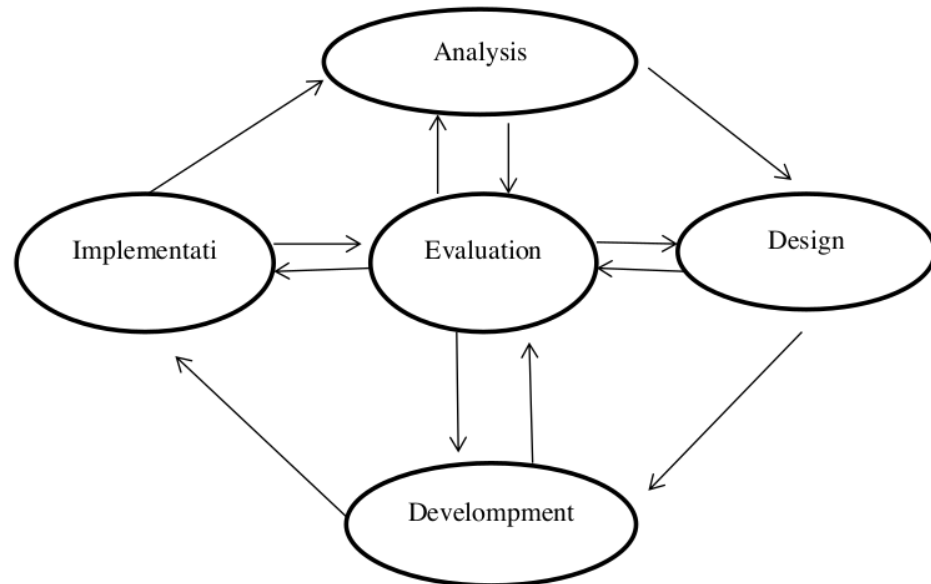 Analysis
Implementati
Evaluation
Design
Develompment